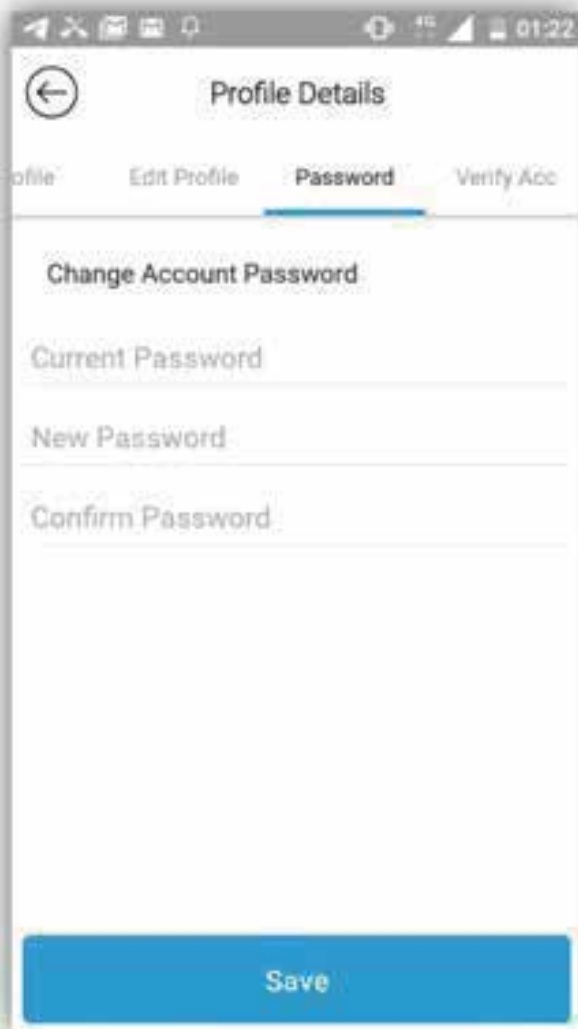 4G 01:22
Profile Details
ofile Edit Profile Password Verify Acc
Change Account Password
Current Password
New Password
Confirm Password
Save